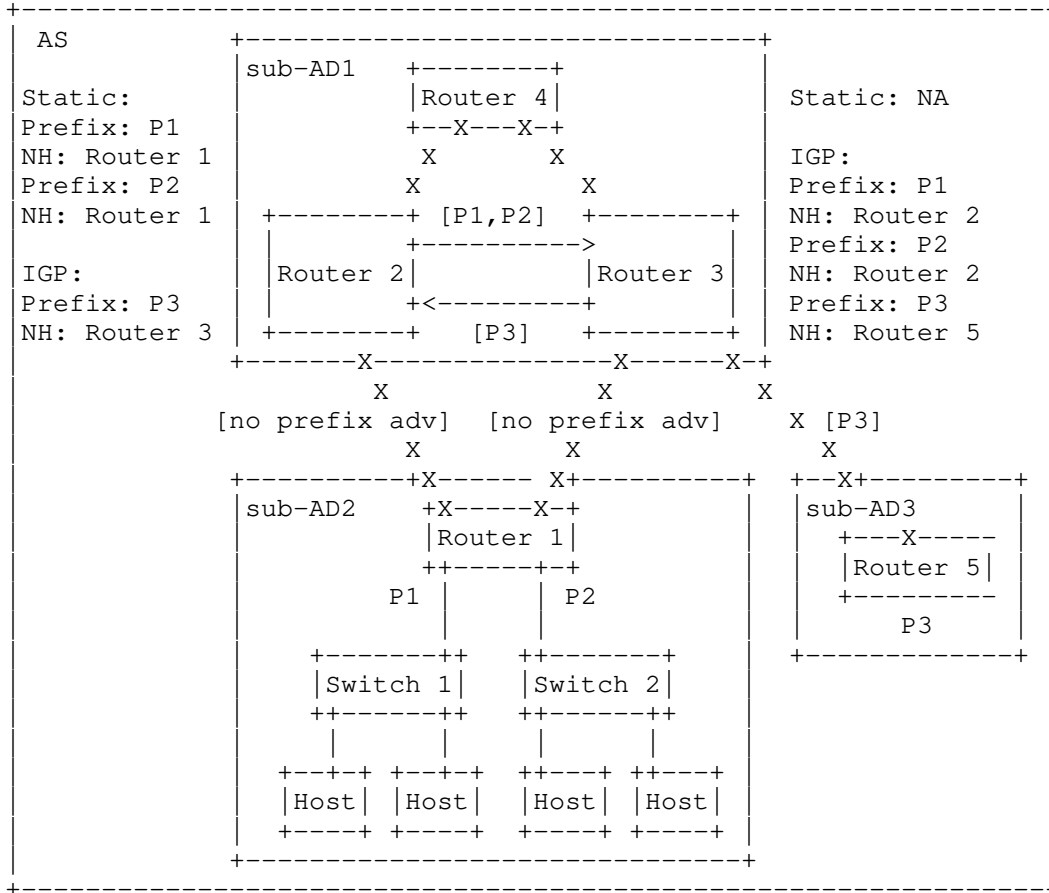 AS
sub-AD1
Static: Router 4 Static: NA
Prefix: P1
NH: Router 1 IGP:
Prefix: P2 Prefix: P1
NH: Router 1 [P1,P2] NH: Router 2
Prefix: P2
IGP: Router 2 Router 3 NH: Router 2
Prefix: P3 Prefix: P3
NH: Router 3 [P3] NH: Router 5
[no prefix adv] [no prefix adv] X [P3]
sub-AD2 sub-AD3
Router 1
Router 5
P1 P2
P3
Switch 1 Switch 2
Host Host Host Host